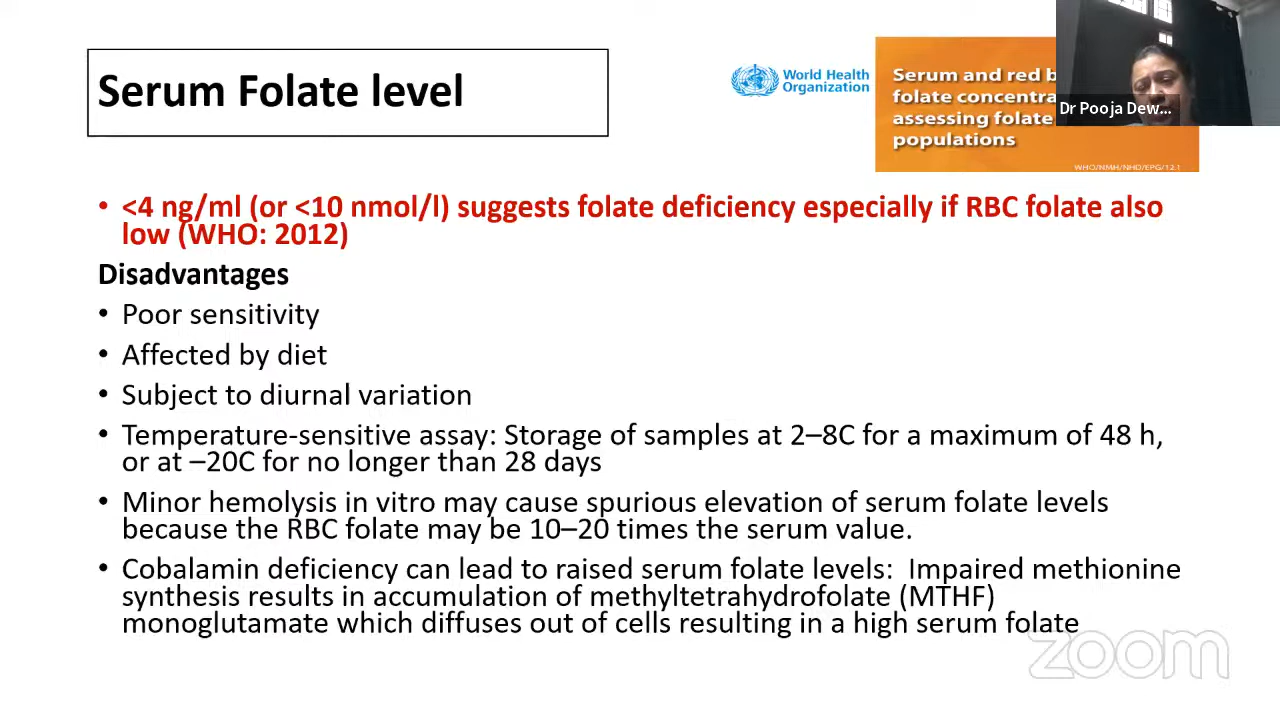 Serum Folate level
World Health
Organization
Serum and red
folate
assessing folate
populations
WHO/NMH/NHD/EPG/12.1
Dr Pooja Dew...
• <4 ng/ml (or <10 nmol/l) suggests folate deficiency especially if RBC folate also
low (WHO: 2012)
Disadvantages
• Poor sensitivity
• Affected by diet
• Subject to diurnal variation
• Temperature-sensitive assay: Storage of samples at 2–8C for a maximum of 48 h,
or at –20C for no longer than 28 days
• Minor hemolysis in vitro may cause spurious elevation of serum folate levels
because the RBC folate may be 10–20 times the serum value.
• Cobalamin deficiency can lead to raised serum folate levels: Impaired methionine
synthesis results in accumulation of methyltetrahydrofolate (MTHF)
monoglutamate which diffuses out of cells resulting in a high serum folate
zoom